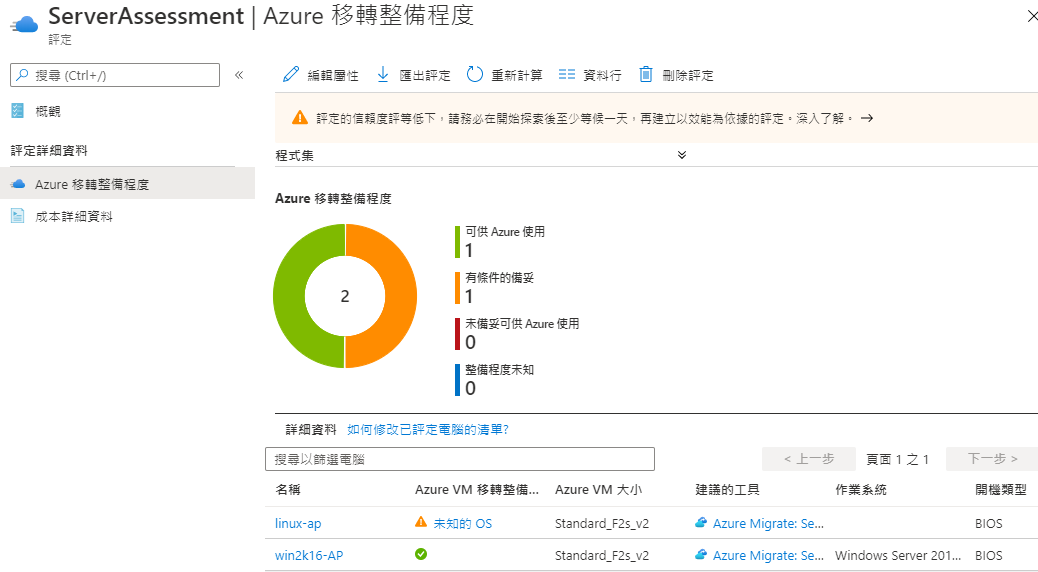 ServerAssessment | Azure 移轉整備程度
評定
搜尋 (Ctrl+/)
概觀
評定詳細資料
Azure 移轉整備程度
成本詳細資料
編輯屬性 匯出評定 重新計算 資料行 刪除評定
評定的信賴度評等低下，請務必在開始探索後至少等候一天，再建立以效能為依據的評定。深入了解。 →
程式集
Azure 移轉整備程度
2
可供 Azure 使用
1
有條件的備妥
1
未備妥可供 Azure 使用
0
整備程度未知
0
詳細資料 如何修改已評定電腦的清單?
搜尋以篩選電腦
< 上一步 頁面 1 之 1 下一步 >
名稱 Azure VM 移轉整備... Azure VM 大小 建議的工具 作業系統 開機類型
linux-ap 未知的 OS Standard_F2s_v2 Azure Migrate: Se... BIOS
win2k16-AP Standard_F2s_v2 Azure Migrate: Se... Windows Server 201... BIOS